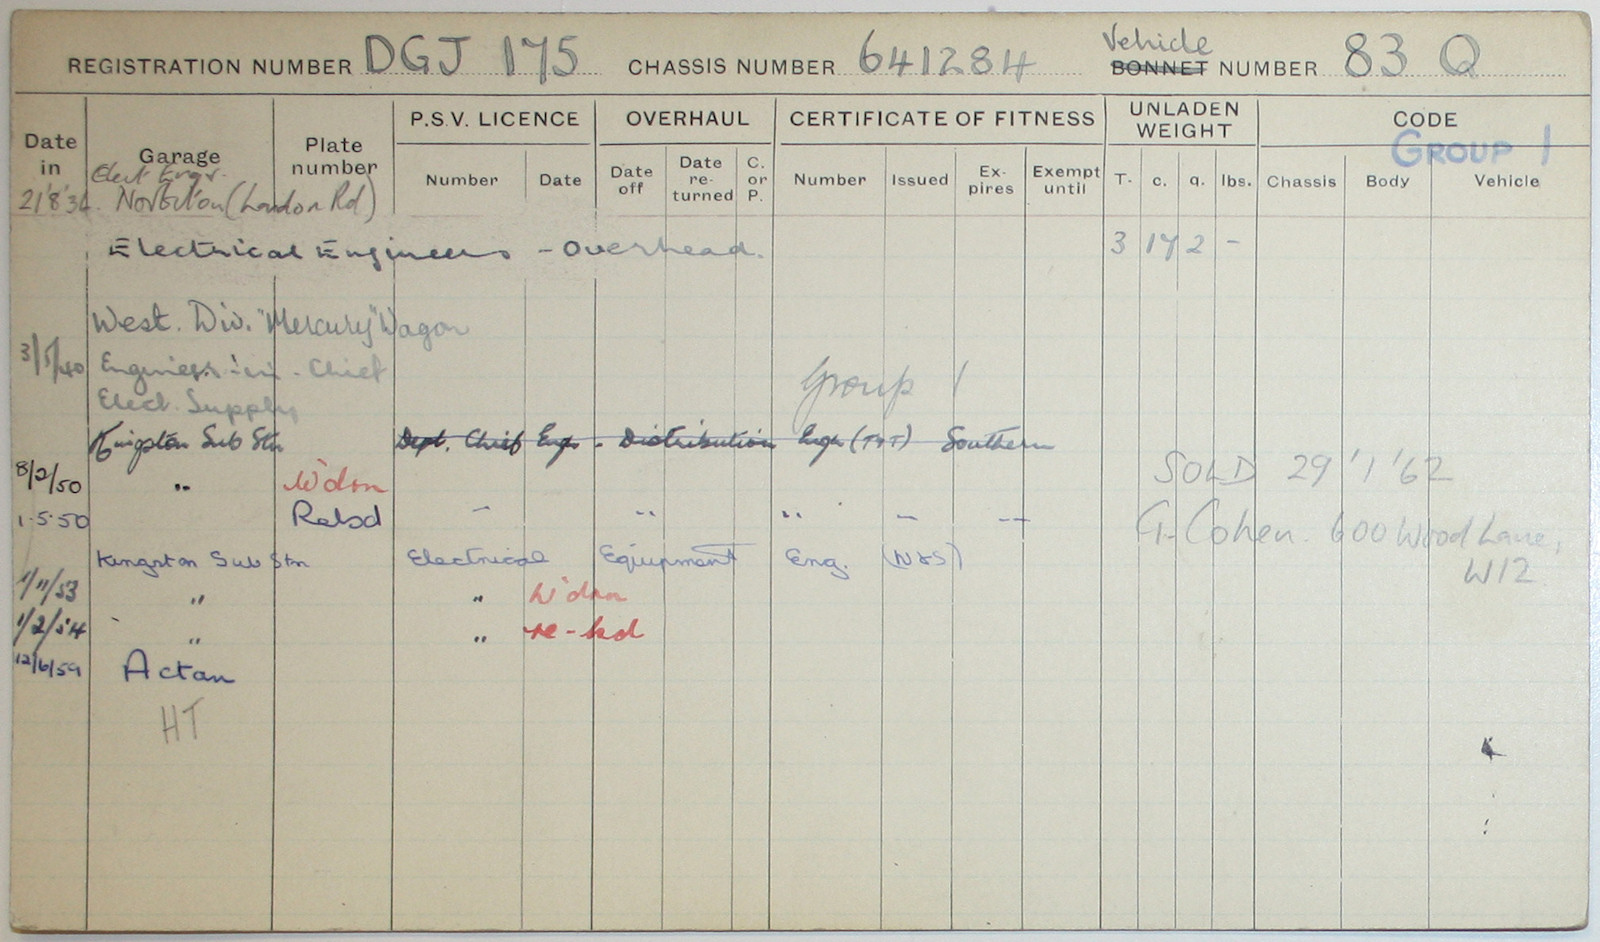 Vehicle
REGISTRATION NUMBER DGJ 175 CHASSIS NUMBER 641284 BONNET NUMBER 83 Q
Date in Garage Plate number P.S.V. LICENCE OVERHAUL CERTIFICATE OF FITNESS UNLADEN WEIGHT CODE
GROUP 1
Number Date Date off Date re-turned C. or P. Number Issued Ex-pires Exempt until T. c. q. lbs. Chassis Body Vehicle
Elect. Engr.
Norbiton (London Rd)
Electrical Engineers - Overhead. 3 17 2 -
West. Div. "Mercury" Wagon
3/5/40 Engineer-in-Chief Group 1
Elect. Supply
Kingston Sub Stn Dept. Chief Engr - Distribution Engr (T&T) Southern
SOLD 29'1'62
8/2/50 " W'drn
1.5.50 Relsd - " " - --
G. Cohen. 600 Wood Lane,
W12
Kingston Sub Stn Electrical Equipment Eng. (N&S)
1/11/53 " " W'drn
1/2/54 " " re-lsd
12/6/59 Acton
HT